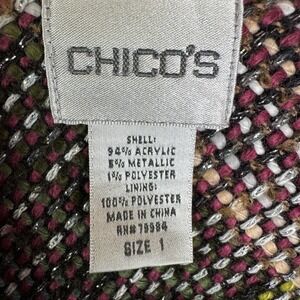 CHICO'S
SHELL:
94% ACRYLIC
5% METALLIC
1% POLYESTER
LINING:
100% POLYESTER
MADE IN CHINA
RN# 79984
SIZE 1